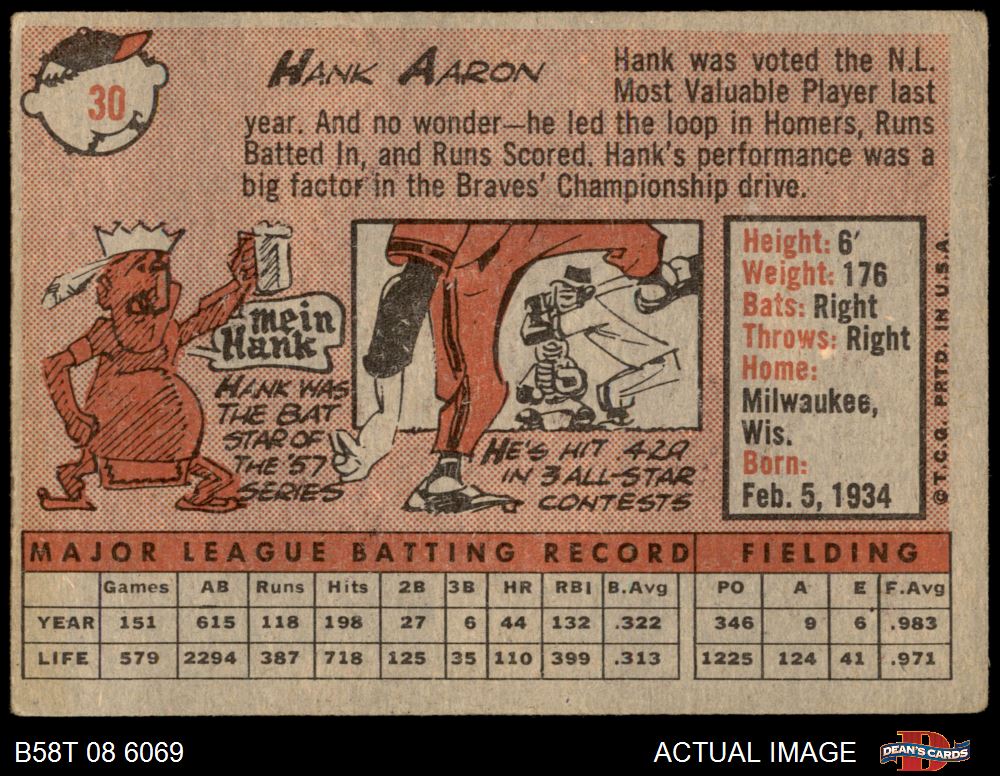 30
HANK AARON
Hank was voted the N.L.
Most Valuable Player last
year. And no wonder—he led the loop in Homers, Runs
Batted In, and Runs Scored. Hank's performance was a
big factor in the Braves' Championship drive.
mein
Hank
HANK WAS
THE BAT
STAR OF
THE '57
SERIES
HE'S HIT .429
IN 3 ALL-STAR
CONTESTS
Height: 6'
Weight: 176
Bats: Right
Throws: Right
Home:
Milwaukee,
Wis.
Born:
Feb. 5, 1934
© T.C.G. PRTD. IN U.S.A.
MAJOR LEAGUE BATTING RECORD FIELDING
Games AB Runs Hits 2B 3B HR RBI B.Avg PO A E F.Avg
YEAR 151 615 118 198 27 6 44 132 .322 346 9 6 .983
LIFE 579 2294 387 718 125 35 110 399 .313 1225 124 41 .971
B58T 08 6069
ACTUAL IMAGE
DEAN'S CARDS